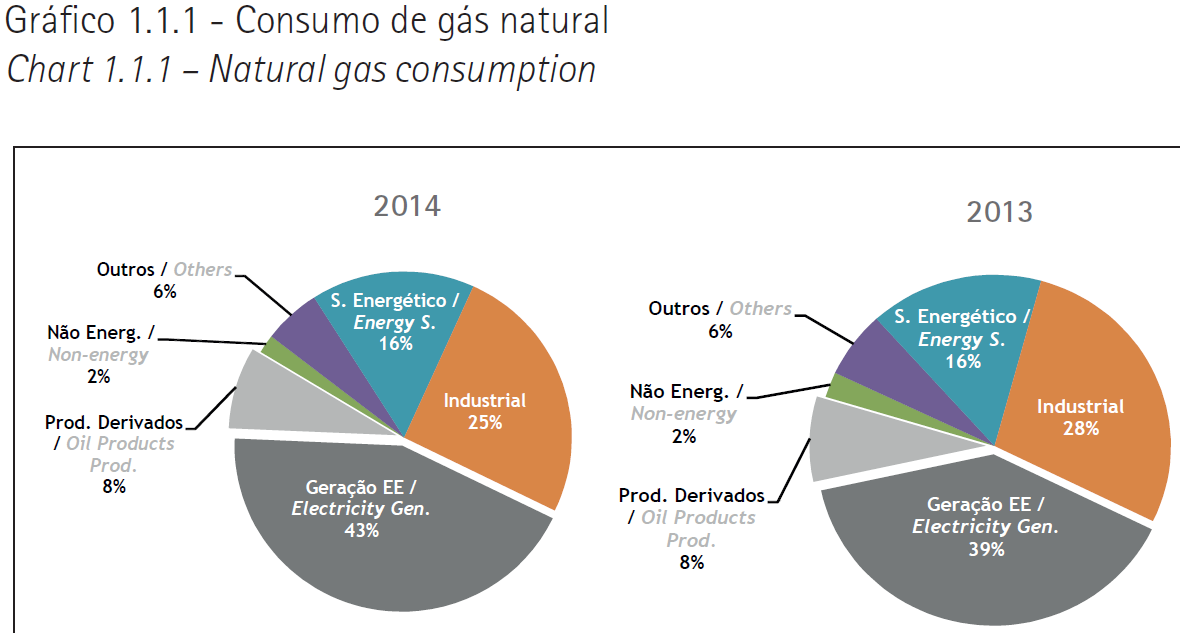 Gráfico 1.1.1 - Consumo de gás natural
Chart 1.1.1 – Natural gas consumption
2014
Outros / Others
6%
S. Energético /
Energy S.
16%
Não Energ. /
Non-energy
2%
Industrial
25%
Prod. Derivados
/ Oil Products
Prod.
8%
Geração EE /
Electricity Gen.
43%
2013
Outros / Others
6%
S. Energético /
Energy S.
16%
Não Energ. /
Non-energy
2%
Industrial
28%
Prod. Derivados
/ Oil Products
Prod.
8%
Geração EE /
Electricity Gen.
39%